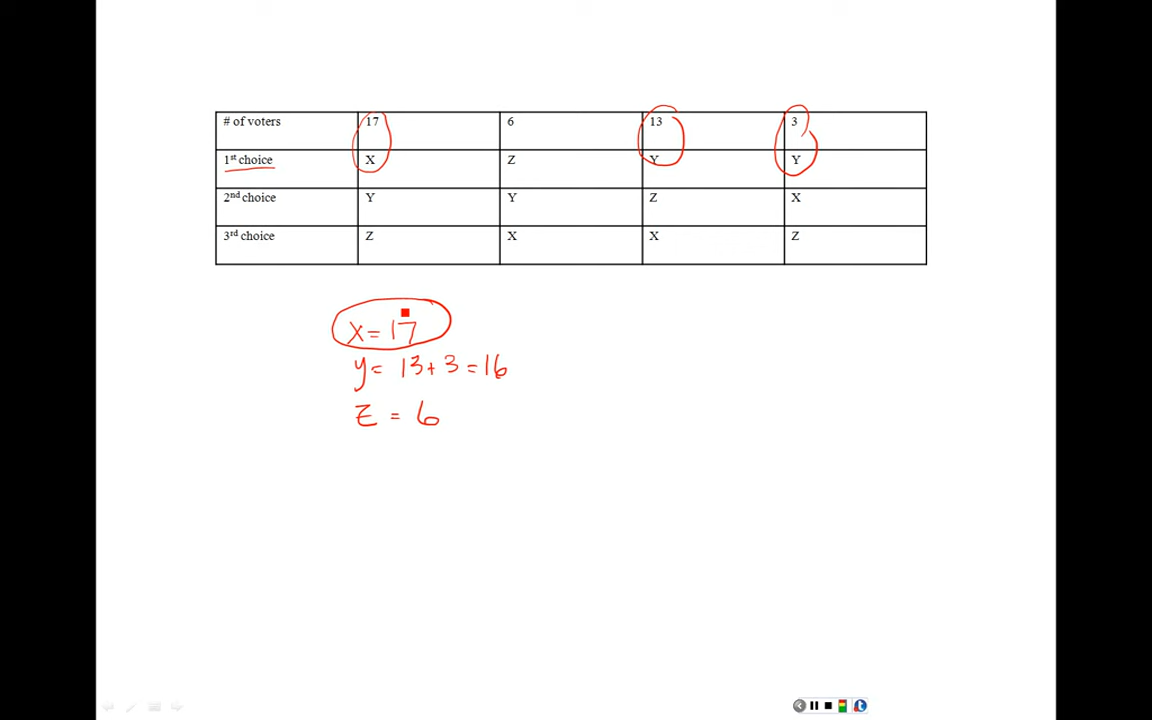 # of voters 17 6 13 3
1st choice X Z Y Y
2nd choice Y Y Z X
3rd choice Z X X Z
X = 17
y = 13 + 3 = 16
Z = 6